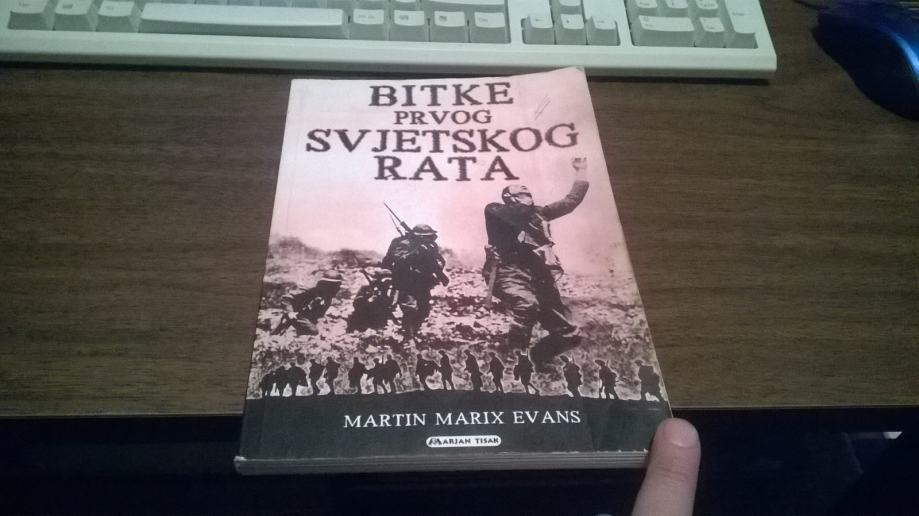 BITKE
PRVOG
SVJETSKOG
RATA
MARTIN MARIX EVANS
MARJAN TISAK